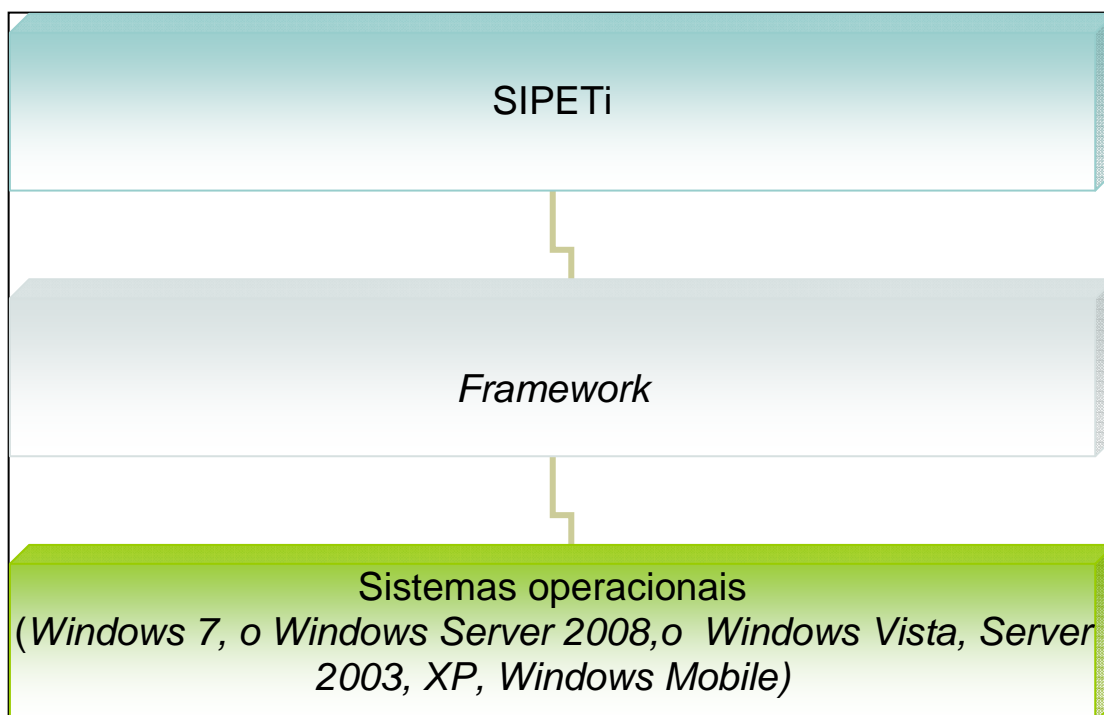 SIPETi
Framework
Sistemas operacionais
(Windows 7, o Windows Server 2008,o  Windows Vista, Server
2003, XP, Windows Mobile)